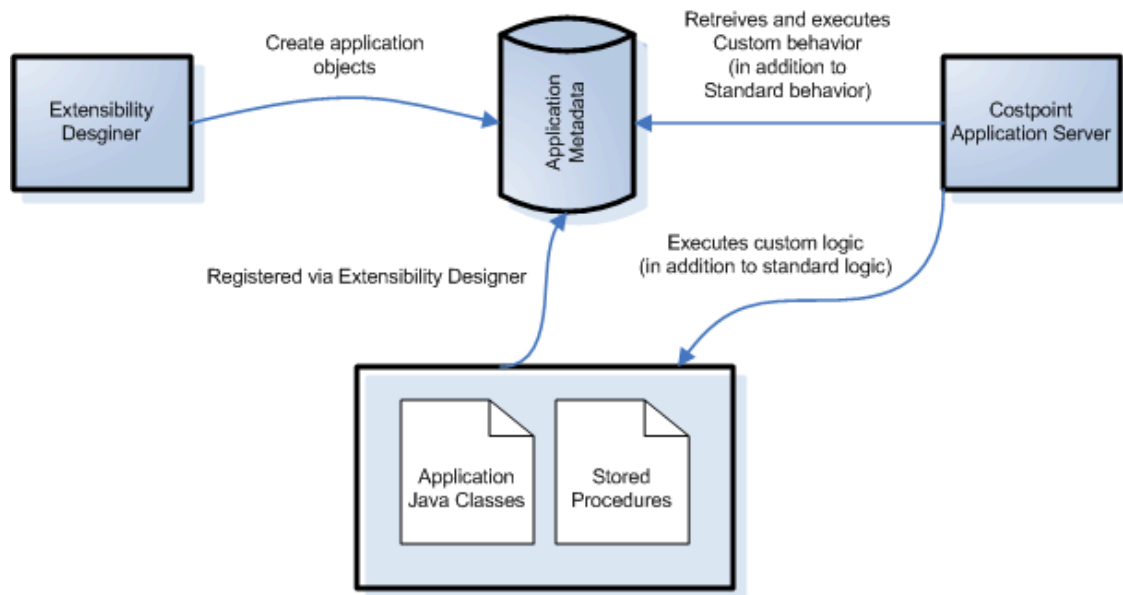 Create application
objects
Retreives and executes
Custom behavior
(in addition to
Standard behavior)
Extensibility
Desginer
Application
Metadata
Costpoint
Application Server
Executes custom logic
(in addition to standard logic)
Registered via Extensibility Designer
Application
Java Classes
Stored
Procedures